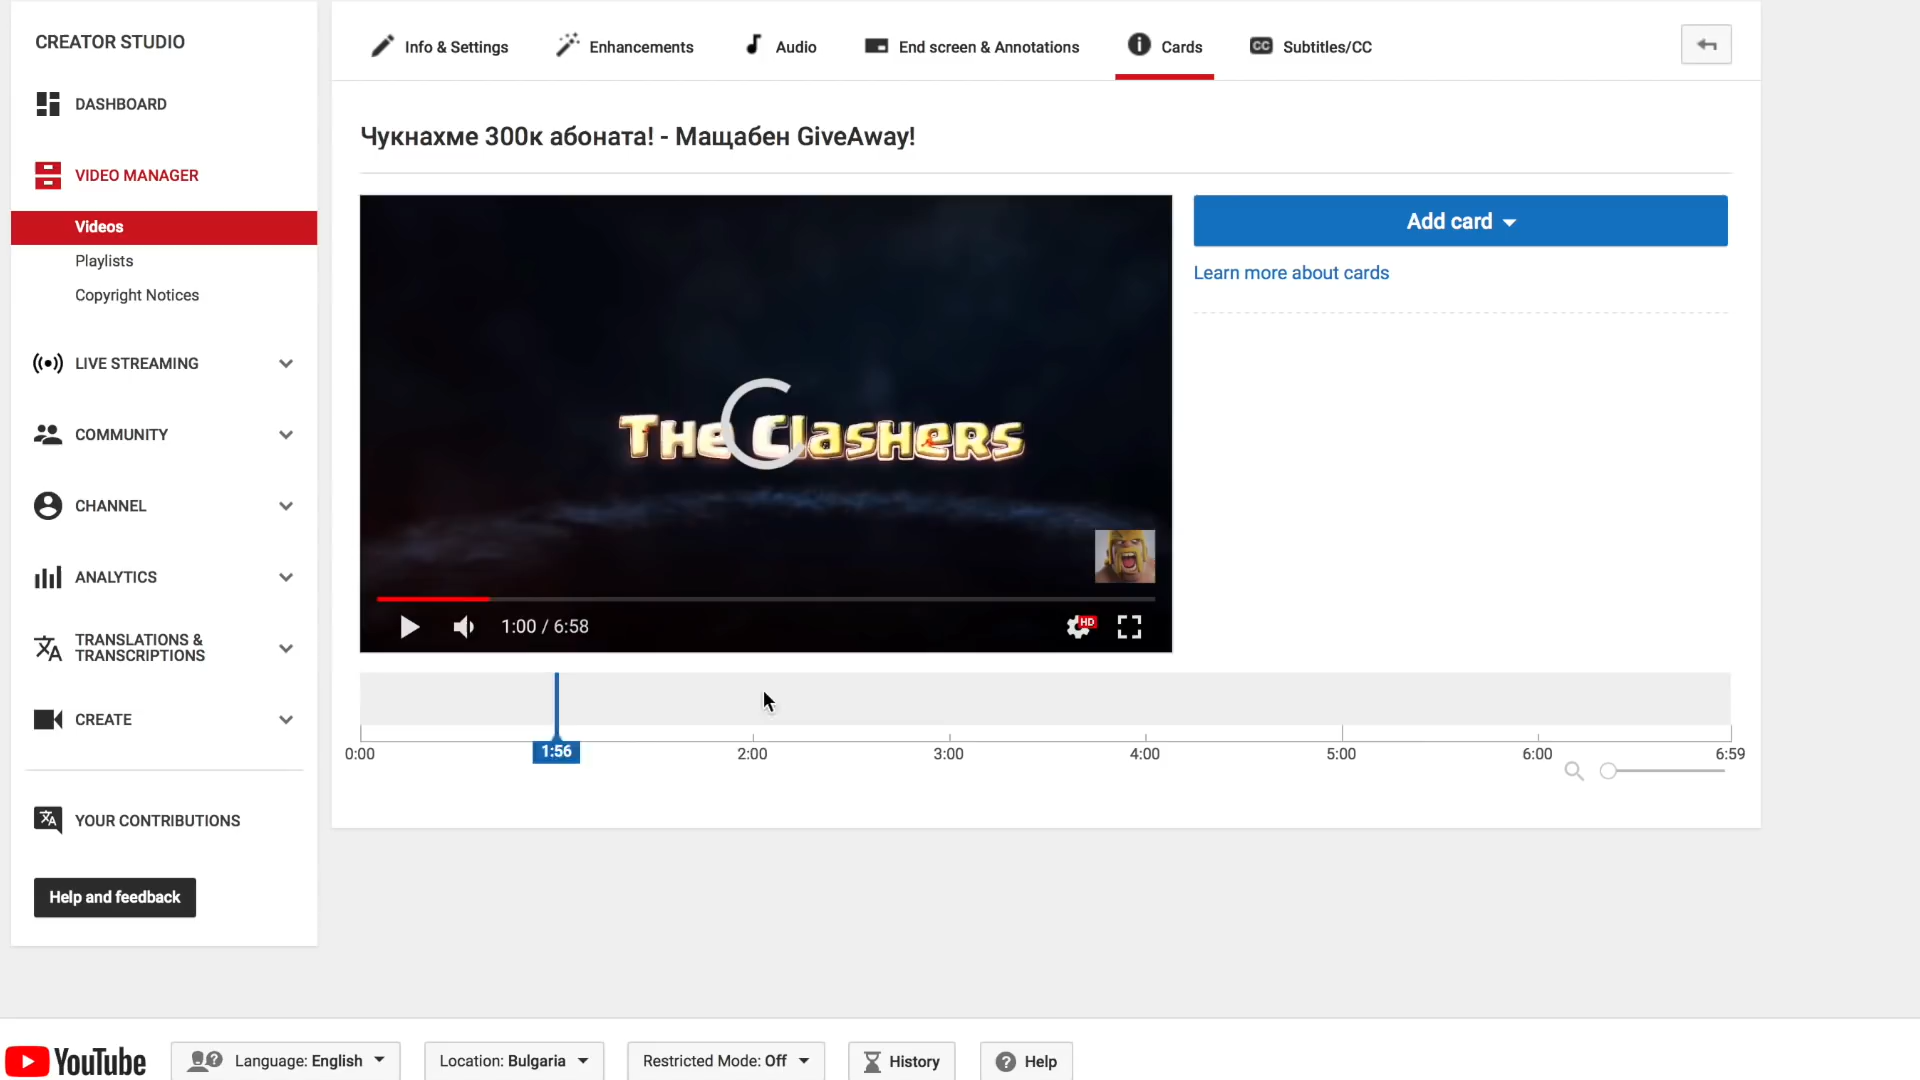 CREATOR STUDIO
DASHBOARD
VIDEO MANAGER
Videos
Playlists
Copyright Notices
LIVE STREAMING
COMMUNITY
CHANNEL
ANALYTICS
TRANSLATIONS &
TRANSCRIPTIONS
CREATE
YOUR CONTRIBUTIONS
Help and feedback
Info & Settings
Enhancements
Audio
End screen & Annotations
Cards
CC Subtitles/CC
Чукнахме 300к абоната! - Мащабен GiveAway!
THE CLASHERS
1:00 / 6:58
HD
Add card
Learn more about cards
0:00 1:56 2:00 3:00 4:00 5:00 6:00 6:59
YouTube
Language: English
Location: Bulgaria
Restricted Mode: Off
History
Help